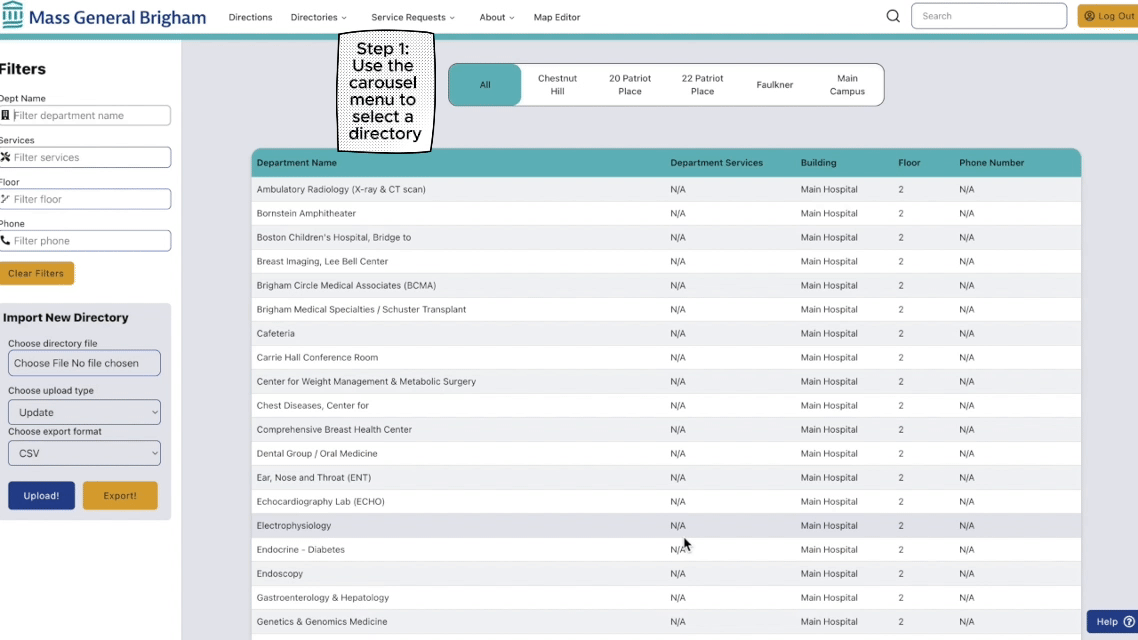 Mass General Brigham
Directions
Directories
Service Requests
About
Map Editor
Search
Log Out
Step 1:
Use the
carousel
menu to
select a
directory
All
Chestnut
Hill
20 Patriot
Place
22 Patriot
Place
Faulkner
Main
Campus
Filters
Dept Name
Filter department name
Services
Filter services
Floor
Filter floor
Phone
Filter phone
Clear Filters
Import New Directory
Choose directory file
Choose File No file chosen
Choose upload type
Update
Choose export format
CSV
Upload!
Export!
Department Name Department Services Building Floor Phone Number
Ambulatory Radiology (X-ray & CT scan) N/A Main Hospital 2 N/A
Bornstein Amphitheater N/A Main Hospital 2 N/A
Boston Children's Hospital, Bridge to N/A Main Hospital 2 N/A
Breast Imaging, Lee Bell Center N/A Main Hospital 2 N/A
Brigham Circle Medical Associates (BCMA) N/A Main Hospital 2 N/A
Brigham Medical Specialties / Schuster Transplant N/A Main Hospital 2 N/A
Cafeteria N/A Main Hospital 2 N/A
Carrie Hall Conference Room N/A Main Hospital 2 N/A
Center for Weight Management & Metabolic Surgery N/A Main Hospital 2 N/A
Chest Diseases, Center for N/A Main Hospital 2 N/A
Comprehensive Breast Health Center N/A Main Hospital 2 N/A
Dental Group / Oral Medicine N/A Main Hospital 2 N/A
Ear, Nose and Throat (ENT) N/A Main Hospital 2 N/A
Echocardiography Lab (ECHO) N/A Main Hospital 2 N/A
Electrophysiology N/A Main Hospital 2 N/A
Endocrine - Diabetes N/A Main Hospital 2 N/A
Endoscopy N/A Main Hospital 2 N/A
Gastroenterology & Hepatology N/A Main Hospital 2 N/A
Genetics & Genomics Medicine N/A Main Hospital 2 N/A
Help